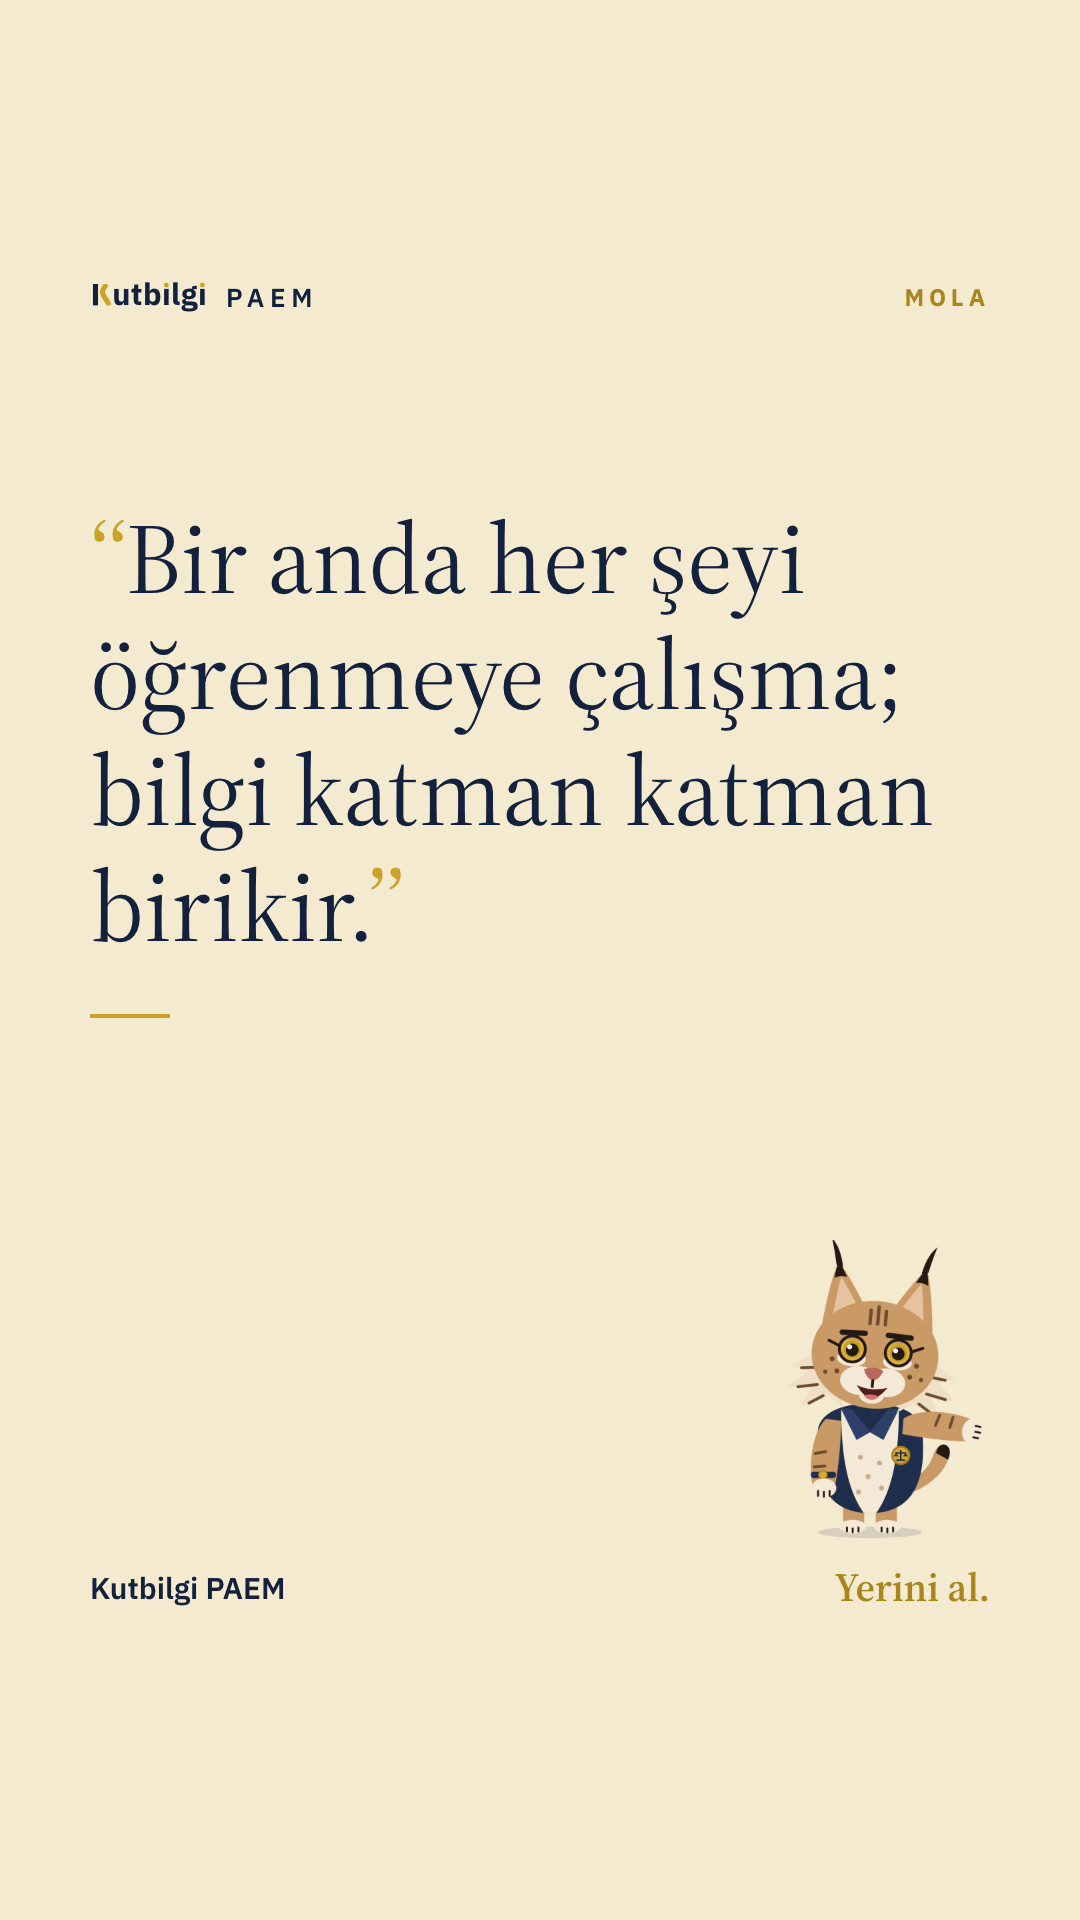 Kutbilgi PAEM
MOLA
“Bir anda her şeyi
öğrenmeye çalışma;
bilgi katman katman
birikir.”
Kutbilgi PAEM
Yerini al.